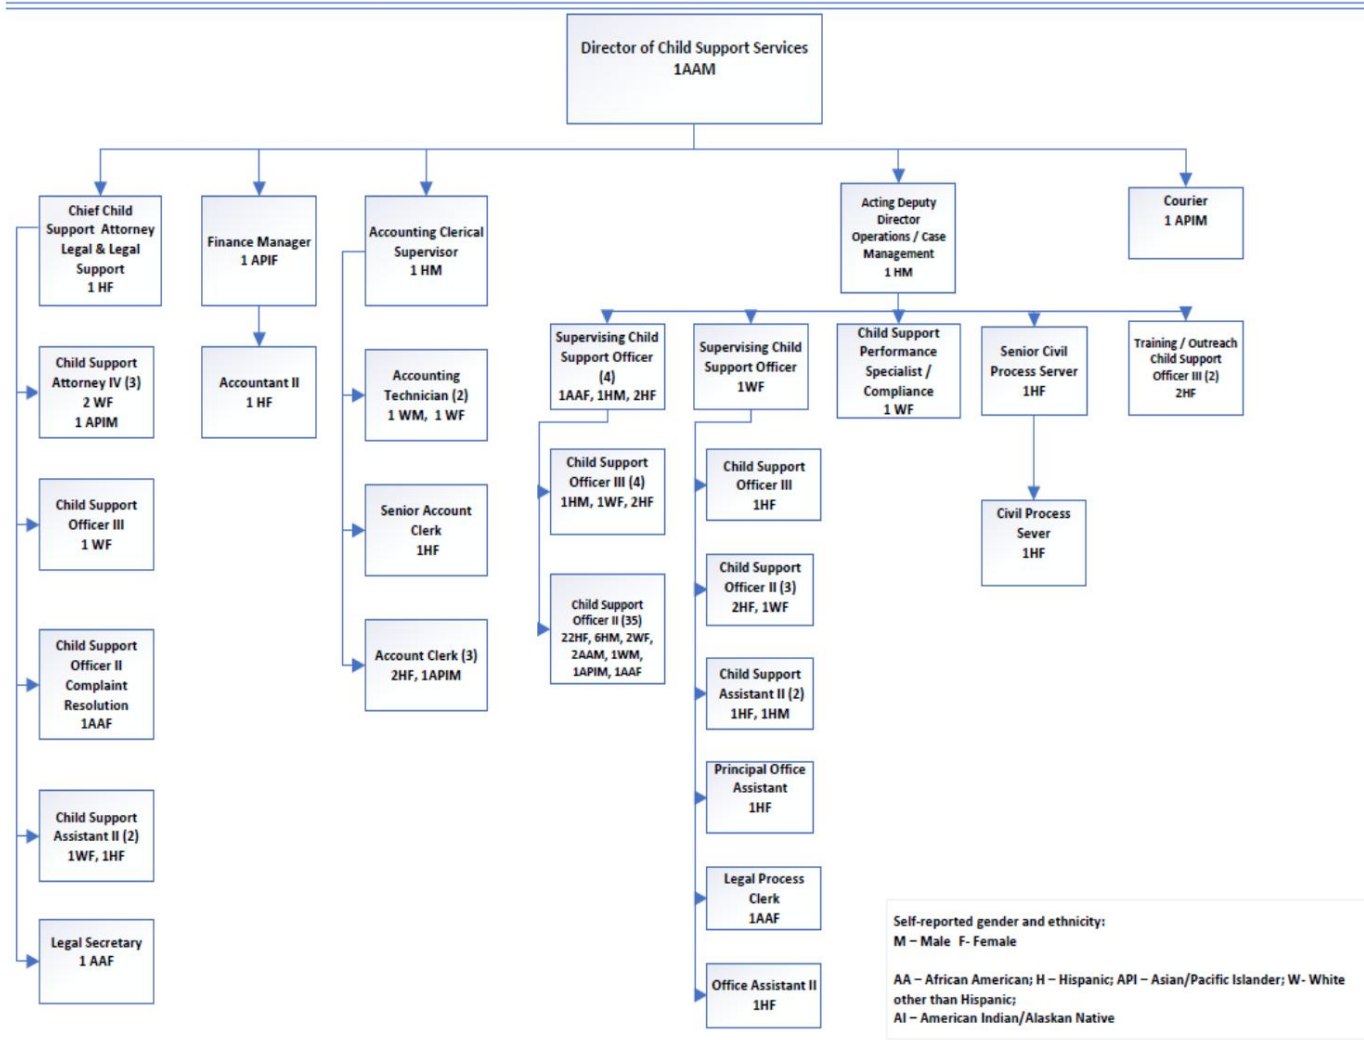 Director of Child Support Services
1AAM
Chief Child
Support Attorney
Legal & Legal
Support
1 HF
Finance Manager
1 APIF
Accounting Clerical
Supervisor
1 HM
Acting Deputy
Director
Operations / Case
Management
1 HM
Courier
1 APIM
Child Support
Attorney IV (3)
2 WF
1 APIM
Child Support
Officer III
1 WF
Child Support
Officer II
Complaint
Resolution
1AAF
Child Support
Assistant II (2)
1WF, 1HF
Legal Secretary
1 AAF
Accountant II
1 HF
Accounting
Technician (2)
1 WM, 1 WF
Senior Account
Clerk
1HF
Account Clerk (3)
2HF, 1APIM
Supervising Child
Support Officer
(4)
1AAF, 1HM, 2HF
Child Support
Officer III (4)
1HM, 1WF, 2HF
Child Support
Officer II (35)
22HF, 6HM, 2WF,
2AAM, 1WM,
1APIM, 1AAF
Supervising Child
Support Officer
1WF
Child Support
Officer III
1HF
Child Support
Officer II (3)
2HF, 1WF
Child Support
Assistant II (2)
1HF, 1HM
Principal Office
Assistant
1HF
Legal Process
Clerk
1AAF
Office Assistant II
1HF
Child Support
Performance
Specialist /
Compliance
1 WF
Senior Civil
Process Server
1HF
Civil Process
Sever
1HF
Training / Outreach
Child Support
Officer III (2)
2HF
Self-reported gender and ethnicity:
M – Male F- Female
AA – African American; H – Hispanic; API – Asian/Pacific Islander; W- White
other than Hispanic;
AI – American Indian/Alaskan Native